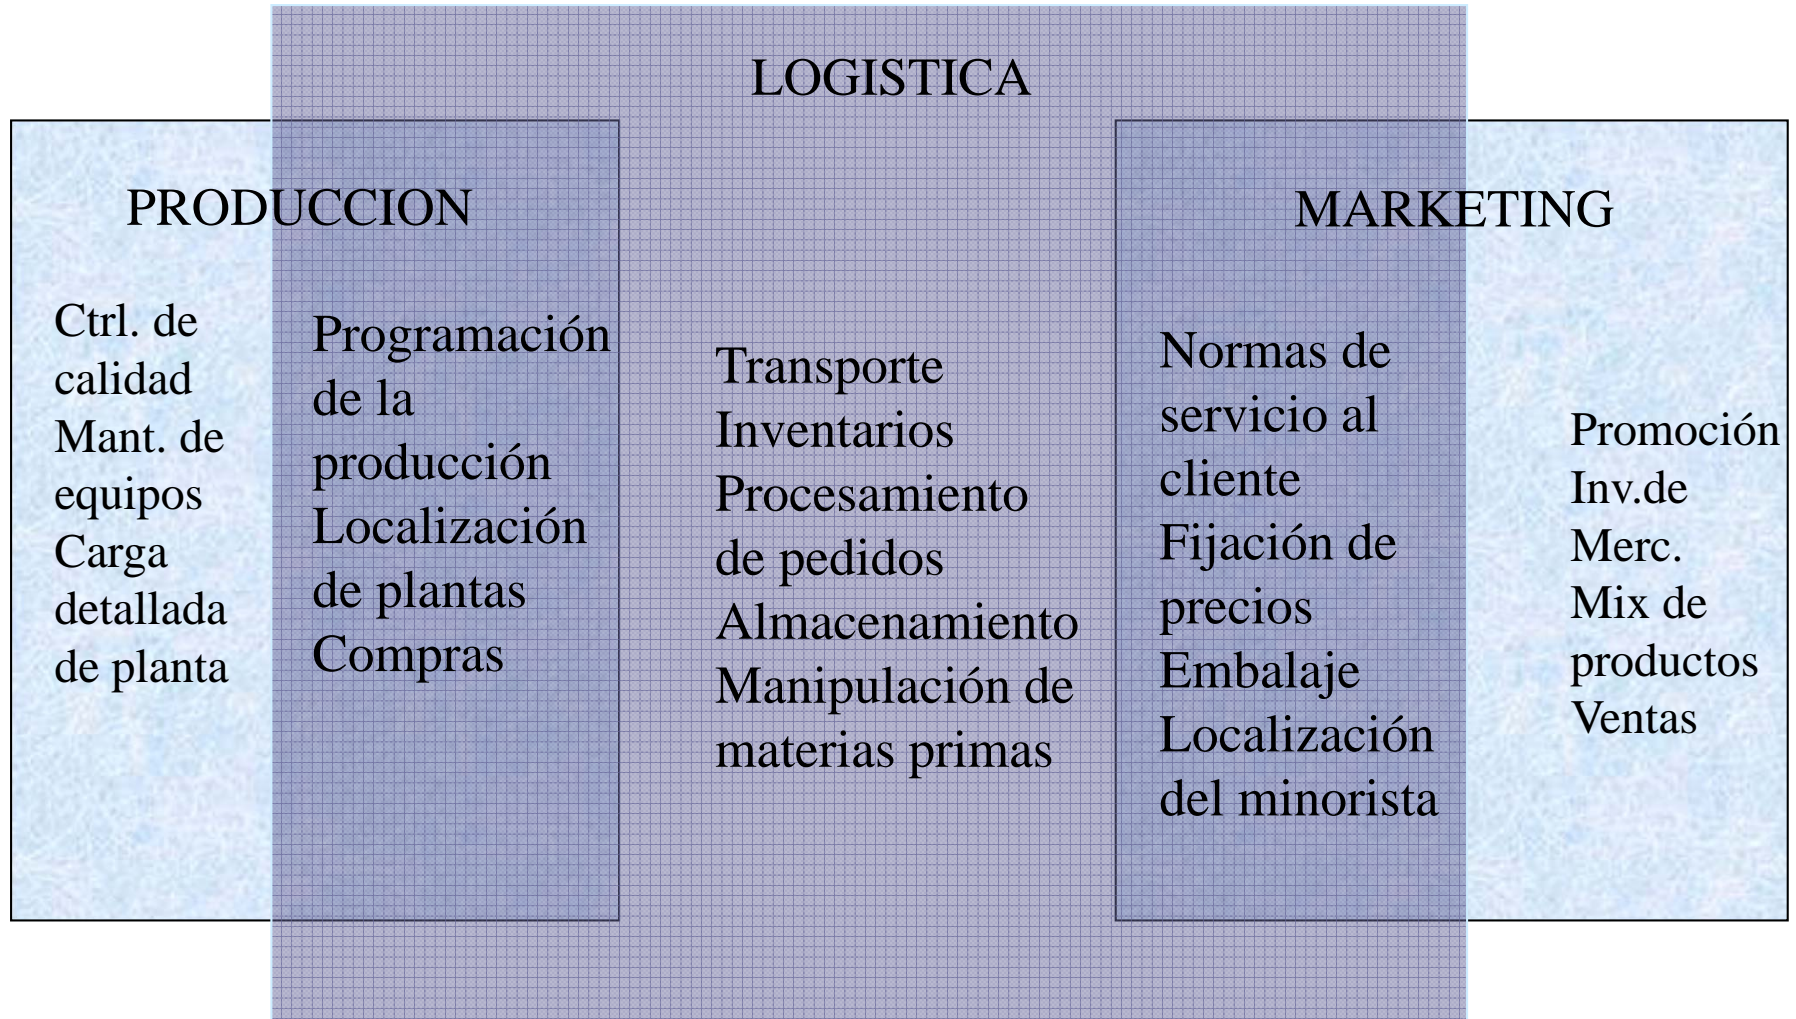 LOGISTICA
PRODUCCION
Ctrl. de
calidad
Mant. de
equipos
Carga
detallada
de planta
Programación
de la
producción
Localización
de plantas
Compras
Transporte
Inventarios
Procesamiento
de pedidos
Almacenamiento
Manipulación de
materias primas
MARKETING
Normas de
servicio al
cliente
Fijación de
precios
Embalaje
Localización
del minorista
Promoción
Inv.de
Merc.
Mix de
productos
Ventas